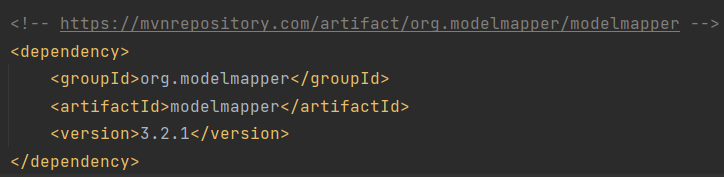 <!-- https://mvnrepository.com/artifact/org.modelmapper/modelmapper -->
<dependency>
    <groupId>org.modelmapper</groupId>
    <artifactId>modelmapper</artifactId>
    <version>3.2.1</version>
</dependency>